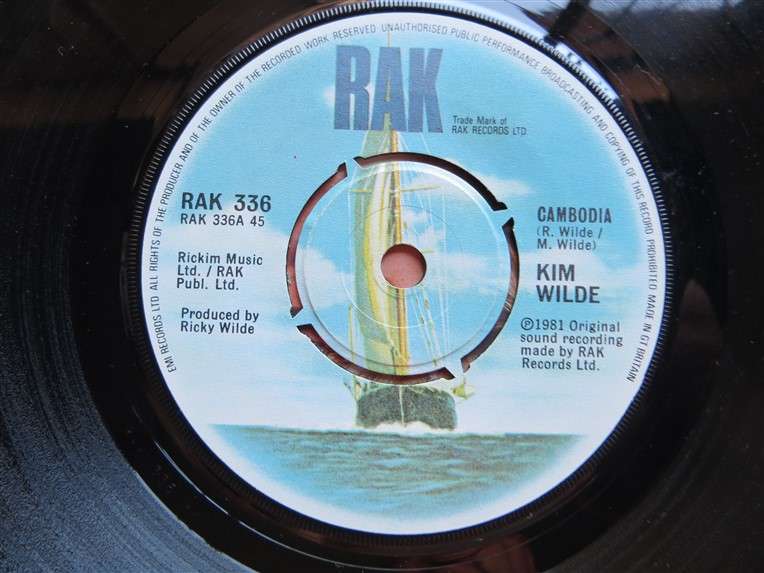 EMI RECORDS LTD ALL RIGHTS OF THE PRODUCER AND OF THE OWNER OF THE RECORDED WORK RESERVED UNAUTHORISED PUBLIC PERFORMANCE BROADCASTING AND COPYING OF THIS RECORD PROHIBITED MADE IN GT BRITAIN
RAK
Trade Mark of
RAK RECORDS LTD
RAK 336
RAK 336A 45
Rickim Music
Ltd. / RAK
Publ. Ltd.
Produced by
Ricky Wilde
CAMBODIA
(R. Wilde /
M. Wilde)
KIM
WILDE
℗1981 Original
sound recording
made by RAK
Records Ltd.